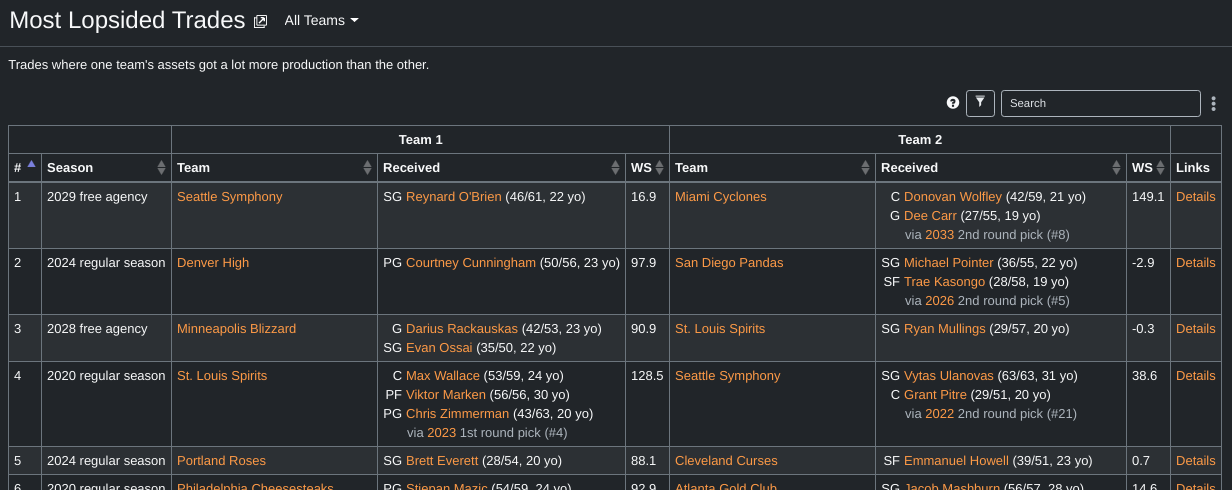 Most Lopsided Trades All Teams
Trades where one team's assets got a lot more production than the other.
Search
Team 1 Team 2
# Season Team Received WS Team Received WS Links
1 2029 free agency Seattle Symphony SG Reynard O'Brien (46/61, 22 yo) 16.9 Miami Cyclones C Donovan Wolfley (42/59, 21 yo) 149.1 Details
G Dee Carr (27/55, 19 yo)
via 2033 2nd round pick (#8)
2 2024 regular season Denver High PG Courtney Cunningham (50/56, 23 yo) 97.9 San Diego Pandas SG Michael Pointer (36/55, 22 yo) -2.9 Details
SF Trae Kasongo (28/58, 19 yo)
via 2026 2nd round pick (#5)
3 2028 free agency Minneapolis Blizzard G Darius Rackauskas (42/53, 23 yo) 90.9 St. Louis Spirits SG Ryan Mullings (29/57, 20 yo) -0.3 Details
SG Evan Ossai (35/50, 22 yo)
4 2020 regular season St. Louis Spirits C Max Wallace (53/59, 24 yo) 128.5 Seattle Symphony SG Vytas Ulanovas (63/63, 31 yo) 38.6 Details
PF Viktor Marken (56/56, 30 yo) C Grant Pitre (29/51, 20 yo)
PG Chris Zimmerman (43/63, 20 yo) via 2022 2nd round pick (#21)
via 2023 1st round pick (#4)
5 2024 regular season Portland Roses SG Brett Everett (28/54, 20 yo) 88.1 Cleveland Curses SF Emmanuel Howell (39/51, 23 yo) 0.7 Details
6 2020 regular season Philadelphia Cheesesteaks PG Stjepan Mazic (54/59, 24 yo) 92.9 Atlanta Gold Club SG Jacob Mashburn (56/57, 28 yo) 14.6 Details